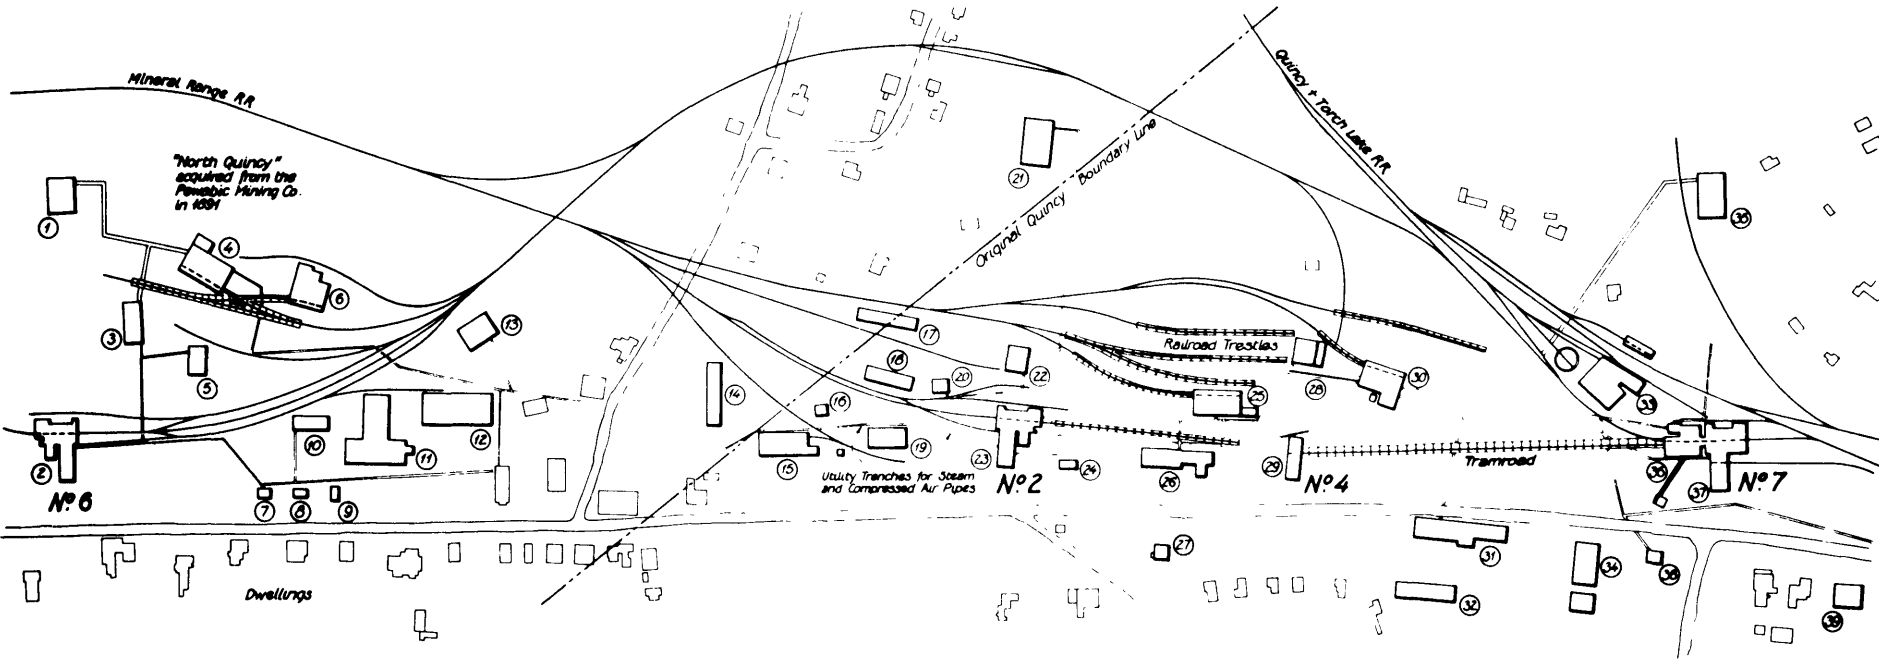 Mineral Range RR
Quincy + Torch Lake RR
"North Quincy"
acquired from the
Pewabic Mining Co.
in 1891
Original Quincy Boundary Line
1
2
3
4
5
6
7
8
9
10
11
12
13
14
15
16
17
18
19
20
21
22
23
24
25
26
27
28
29
30
31
32
33
34
35
36
37
38
39
Railroad Trestles
Utility Trenches for Steam
and Compressed Air Pipes
Tramroad
Nº 6
Nº 2
Nº 4
Nº 7
Dwellings